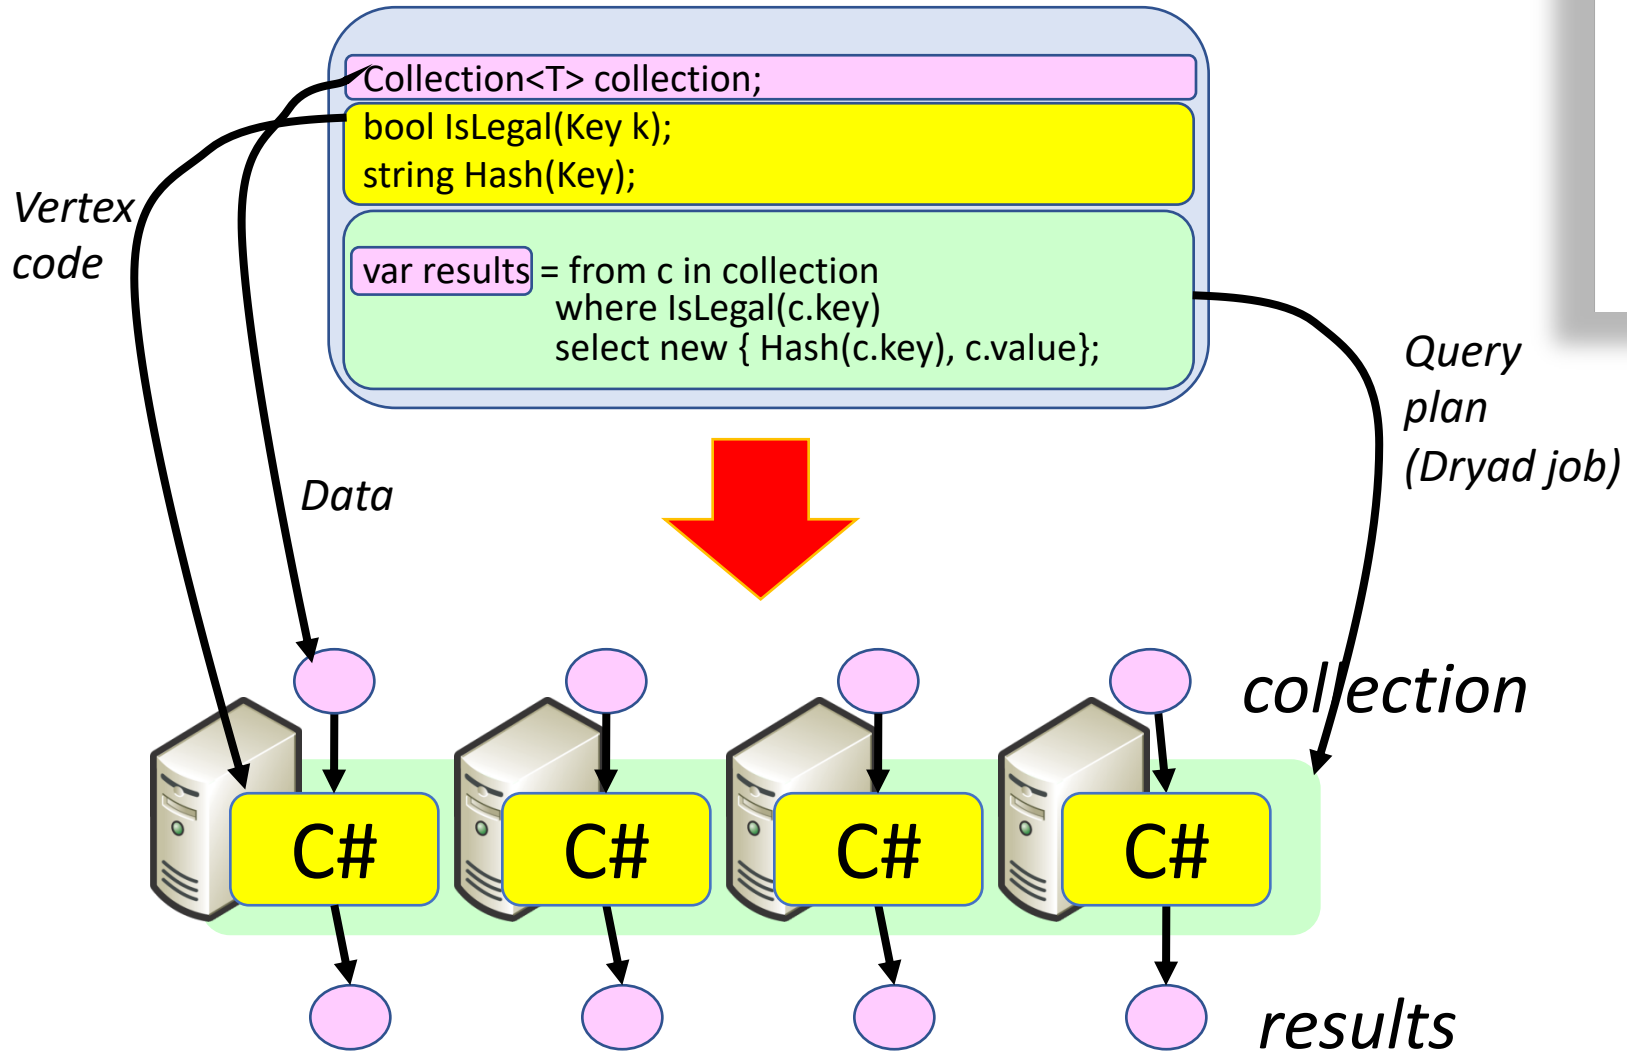 Collection<T> collection;
bool IsLegal(Key k);
string Hash(Key);
var results = from c in collection
where IsLegal(c.key)
select new { Hash(c.key), c.value};
Vertex
code
Data
Query
plan
(Dryad job)
collection
C# C# C# C#
results